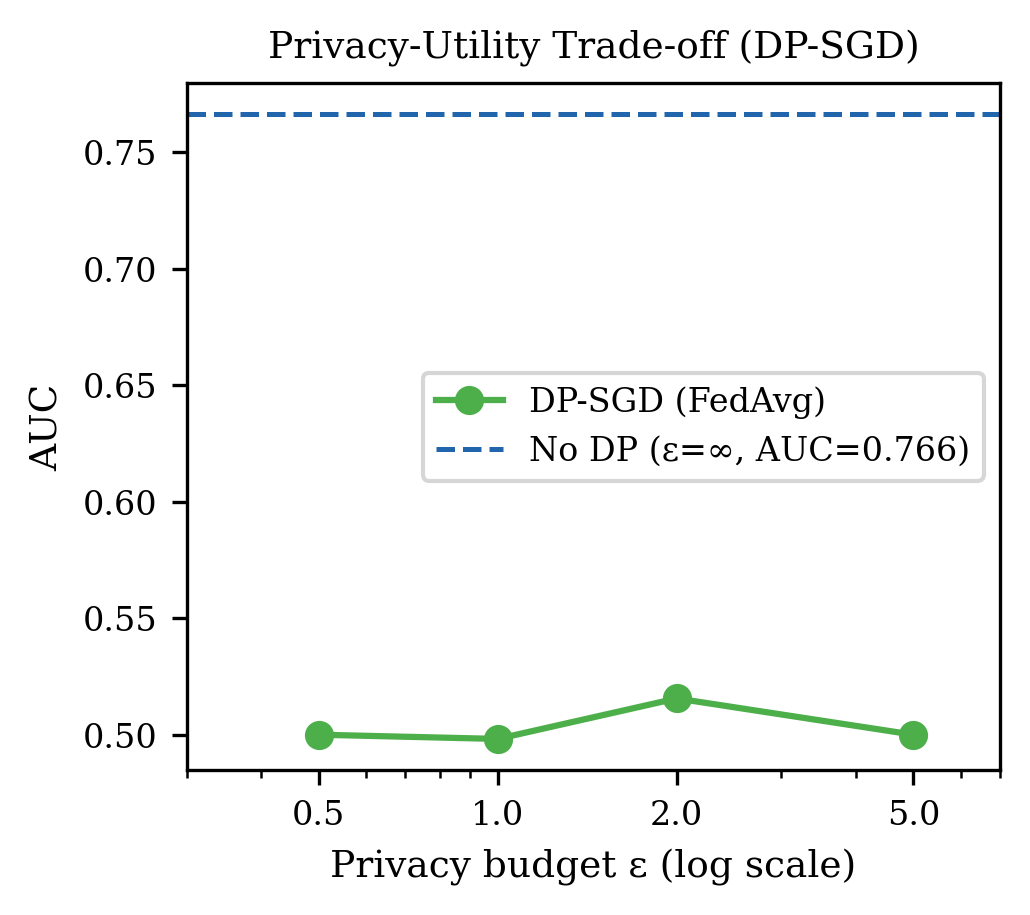 Privacy-Utility Trade-off (DP-SGD)
AUC
0.75
0.70
0.65
0.60
0.55
0.50
DP-SGD (FedAvg)
No DP (ε=∞, AUC=0.766)
0.5 1.0 2.0 5.0
Privacy budget ε (log scale)